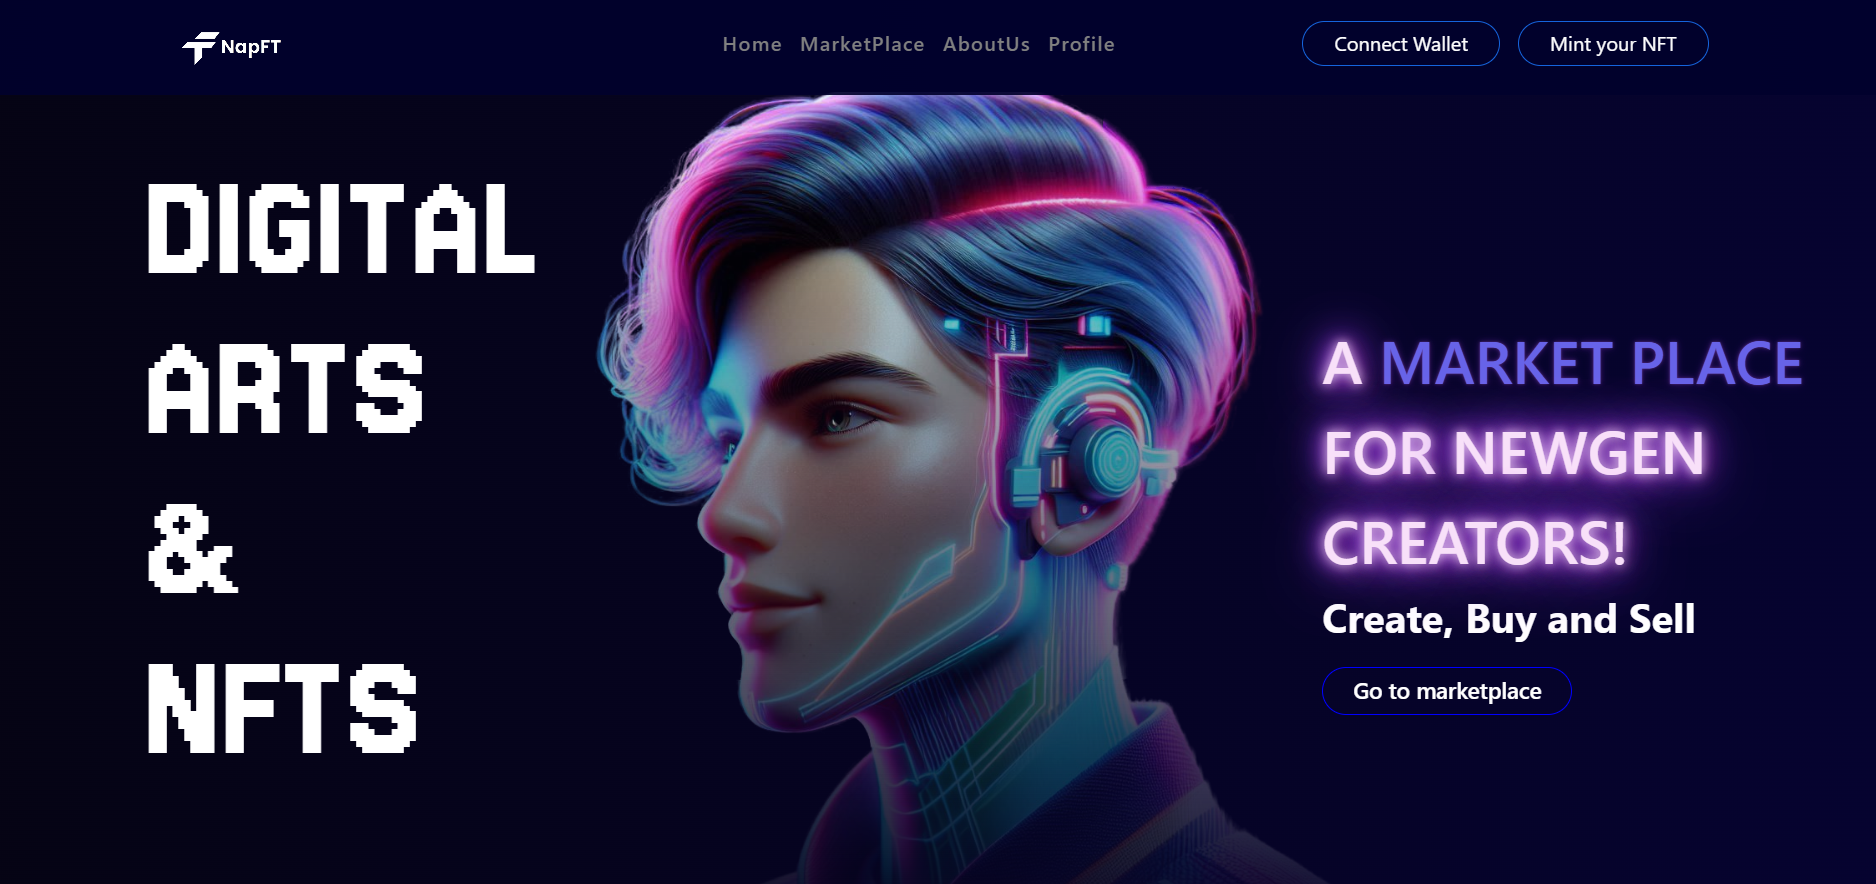 NapFT
Home MarketPlace AboutUs Profile
Connect Wallet
Mint your NFT
DIGITAL
ARTS
&
NFTS
A MARKET PLACE
FOR NEWGEN
CREATORS!
Create, Buy and Sell
Go to marketplace